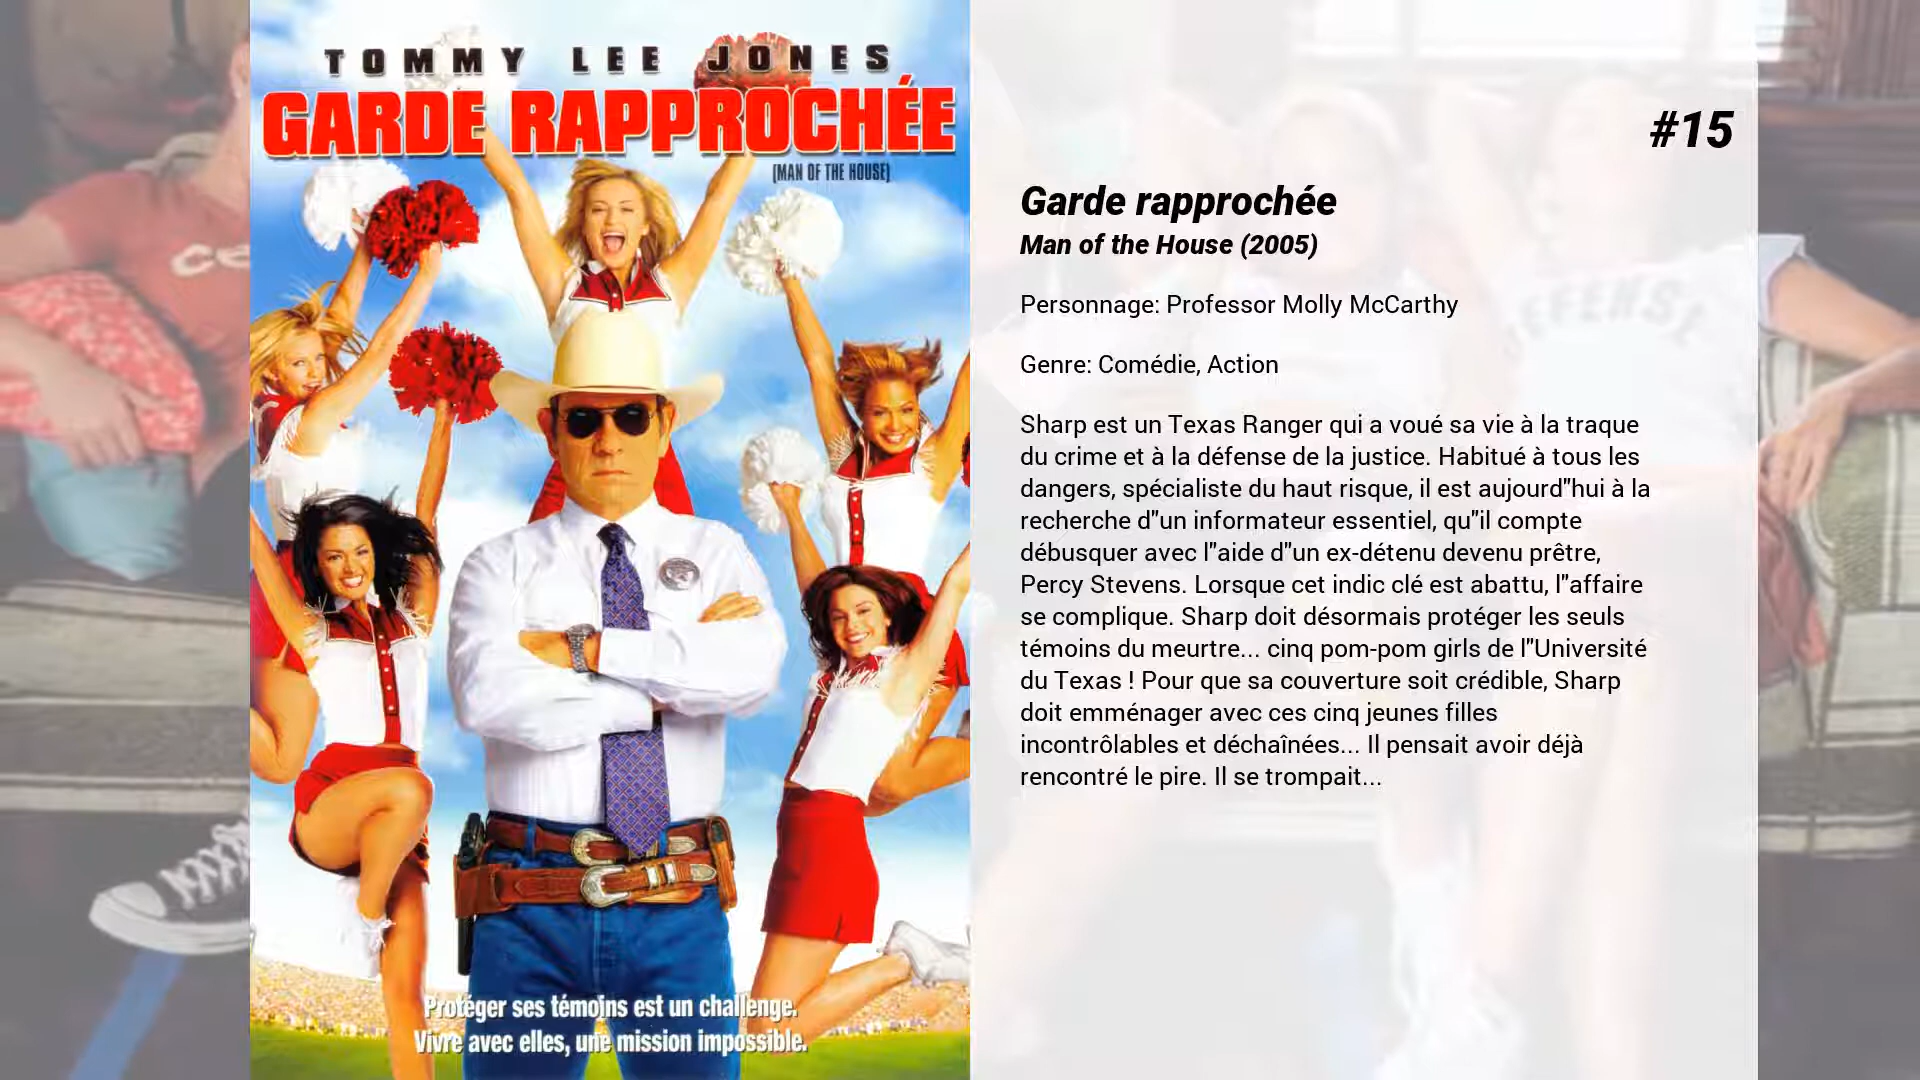 TOMMY LEE JONES
GARDE RAPPROCHÉE
(MAN OF THE HOUSE)
Protéger ses témoins est un challenge.
Vivre avec elles, une mission impossible.
#15
Garde rapprochée
Man of the House (2005)
Personnage: Professor Molly McCarthy
Genre: Comédie, Action
Sharp est un Texas Ranger qui a voué sa vie à la traque
du crime et à la défense de la justice. Habitué à tous les
dangers, spécialiste du haut risque, il est aujourd"hui à la
recherche d"un informateur essentiel, qu"il compte
débusquer avec l"aide d"un ex-détenu devenu prêtre,
Percy Stevens. Lorsque cet indic clé est abattu, l"affaire
se complique. Sharp doit désormais protéger les seuls
témoins du meurtre... cinq pom-pom girls de l"Université
du Texas ! Pour que sa couverture soit crédible, Sharp
doit emménager avec ces cinq jeunes filles
incontrôlables et déchaînées... Il pensait avoir déjà
rencontré le pire. Il se trompait...